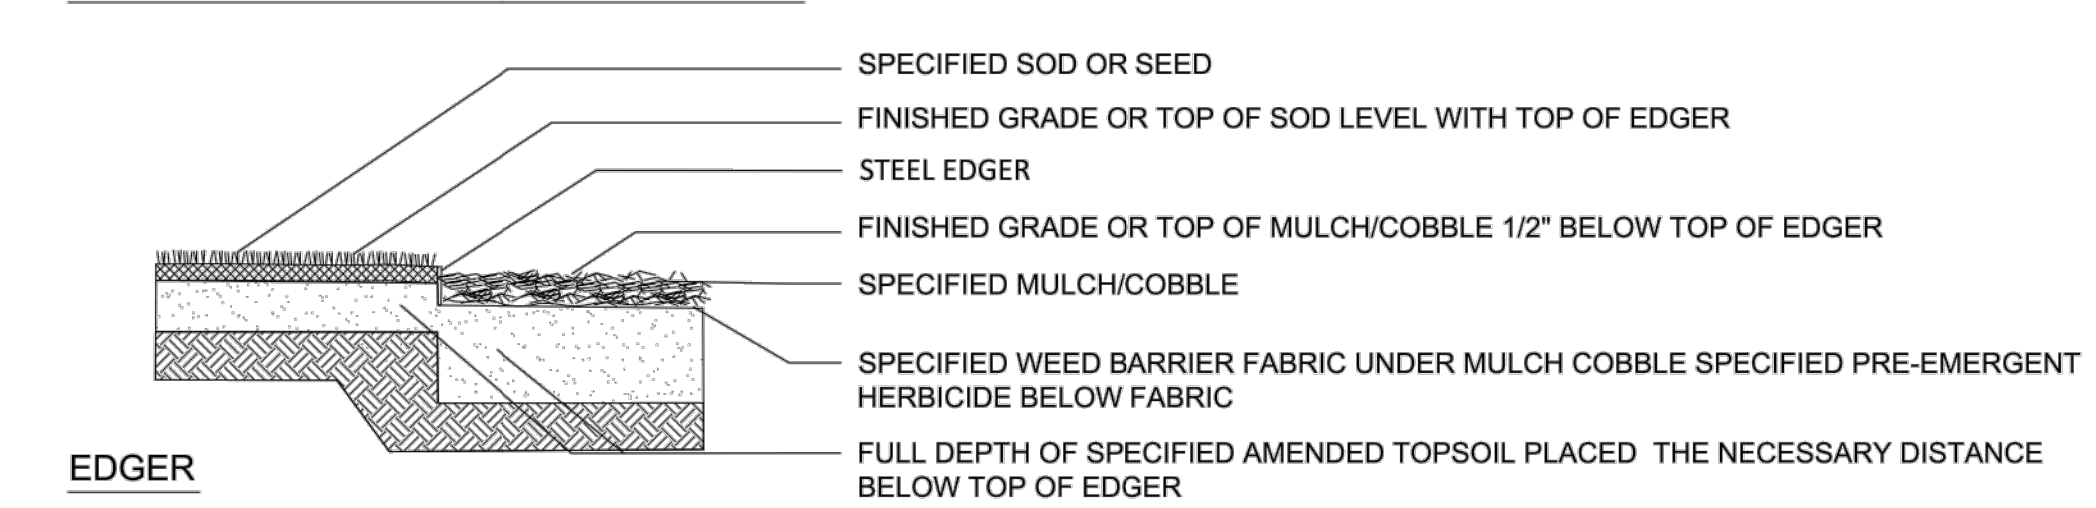 SPECIFIED SOD OR SEED
FINISHED GRADE OR TOP OF SOD LEVEL WITH TOP OF EDGER
STEEL EDGER
FINISHED GRADE OR TOP OF MULCH/COBBLE 1/2" BELOW TOP OF EDGER
SPECIFIED MULCH/COBBLE
SPECIFIED WEED BARRIER FABRIC UNDER MULCH COBBLE SPECIFIED PRE-EMERGENT
HERBICIDE BELOW FABRIC
FULL DEPTH OF SPECIFIED AMENDED TOPSOIL PLACED  THE NECESSARY DISTANCE
BELOW TOP OF EDGER
EDGER